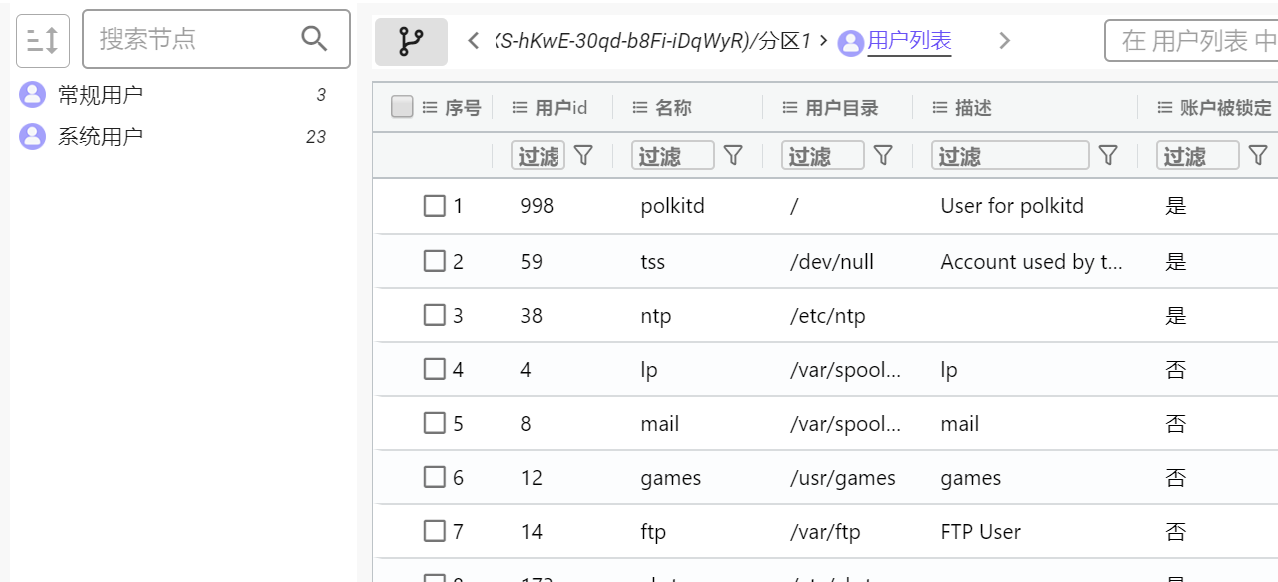 搜索节点
常规用户 3
系统用户 23
KS-hKwE-30qd-b8Fi-iDqWyR)/分区1 用户列表
在 用户列表 中
序号 用户id 名称 用户目录 描述 账户被锁定
过滤 过滤 过滤 过滤 过滤
1 998 polkitd / User for polkitd 是
2 59 tss /dev/null Account used by t... 是
3 38 ntp /etc/ntp 是
4 4 lp /var/spool... lp 否
5 8 mail /var/spool... mail 否
6 12 games /usr/games games 否
7 14 ftp /var/ftp FTP User 否